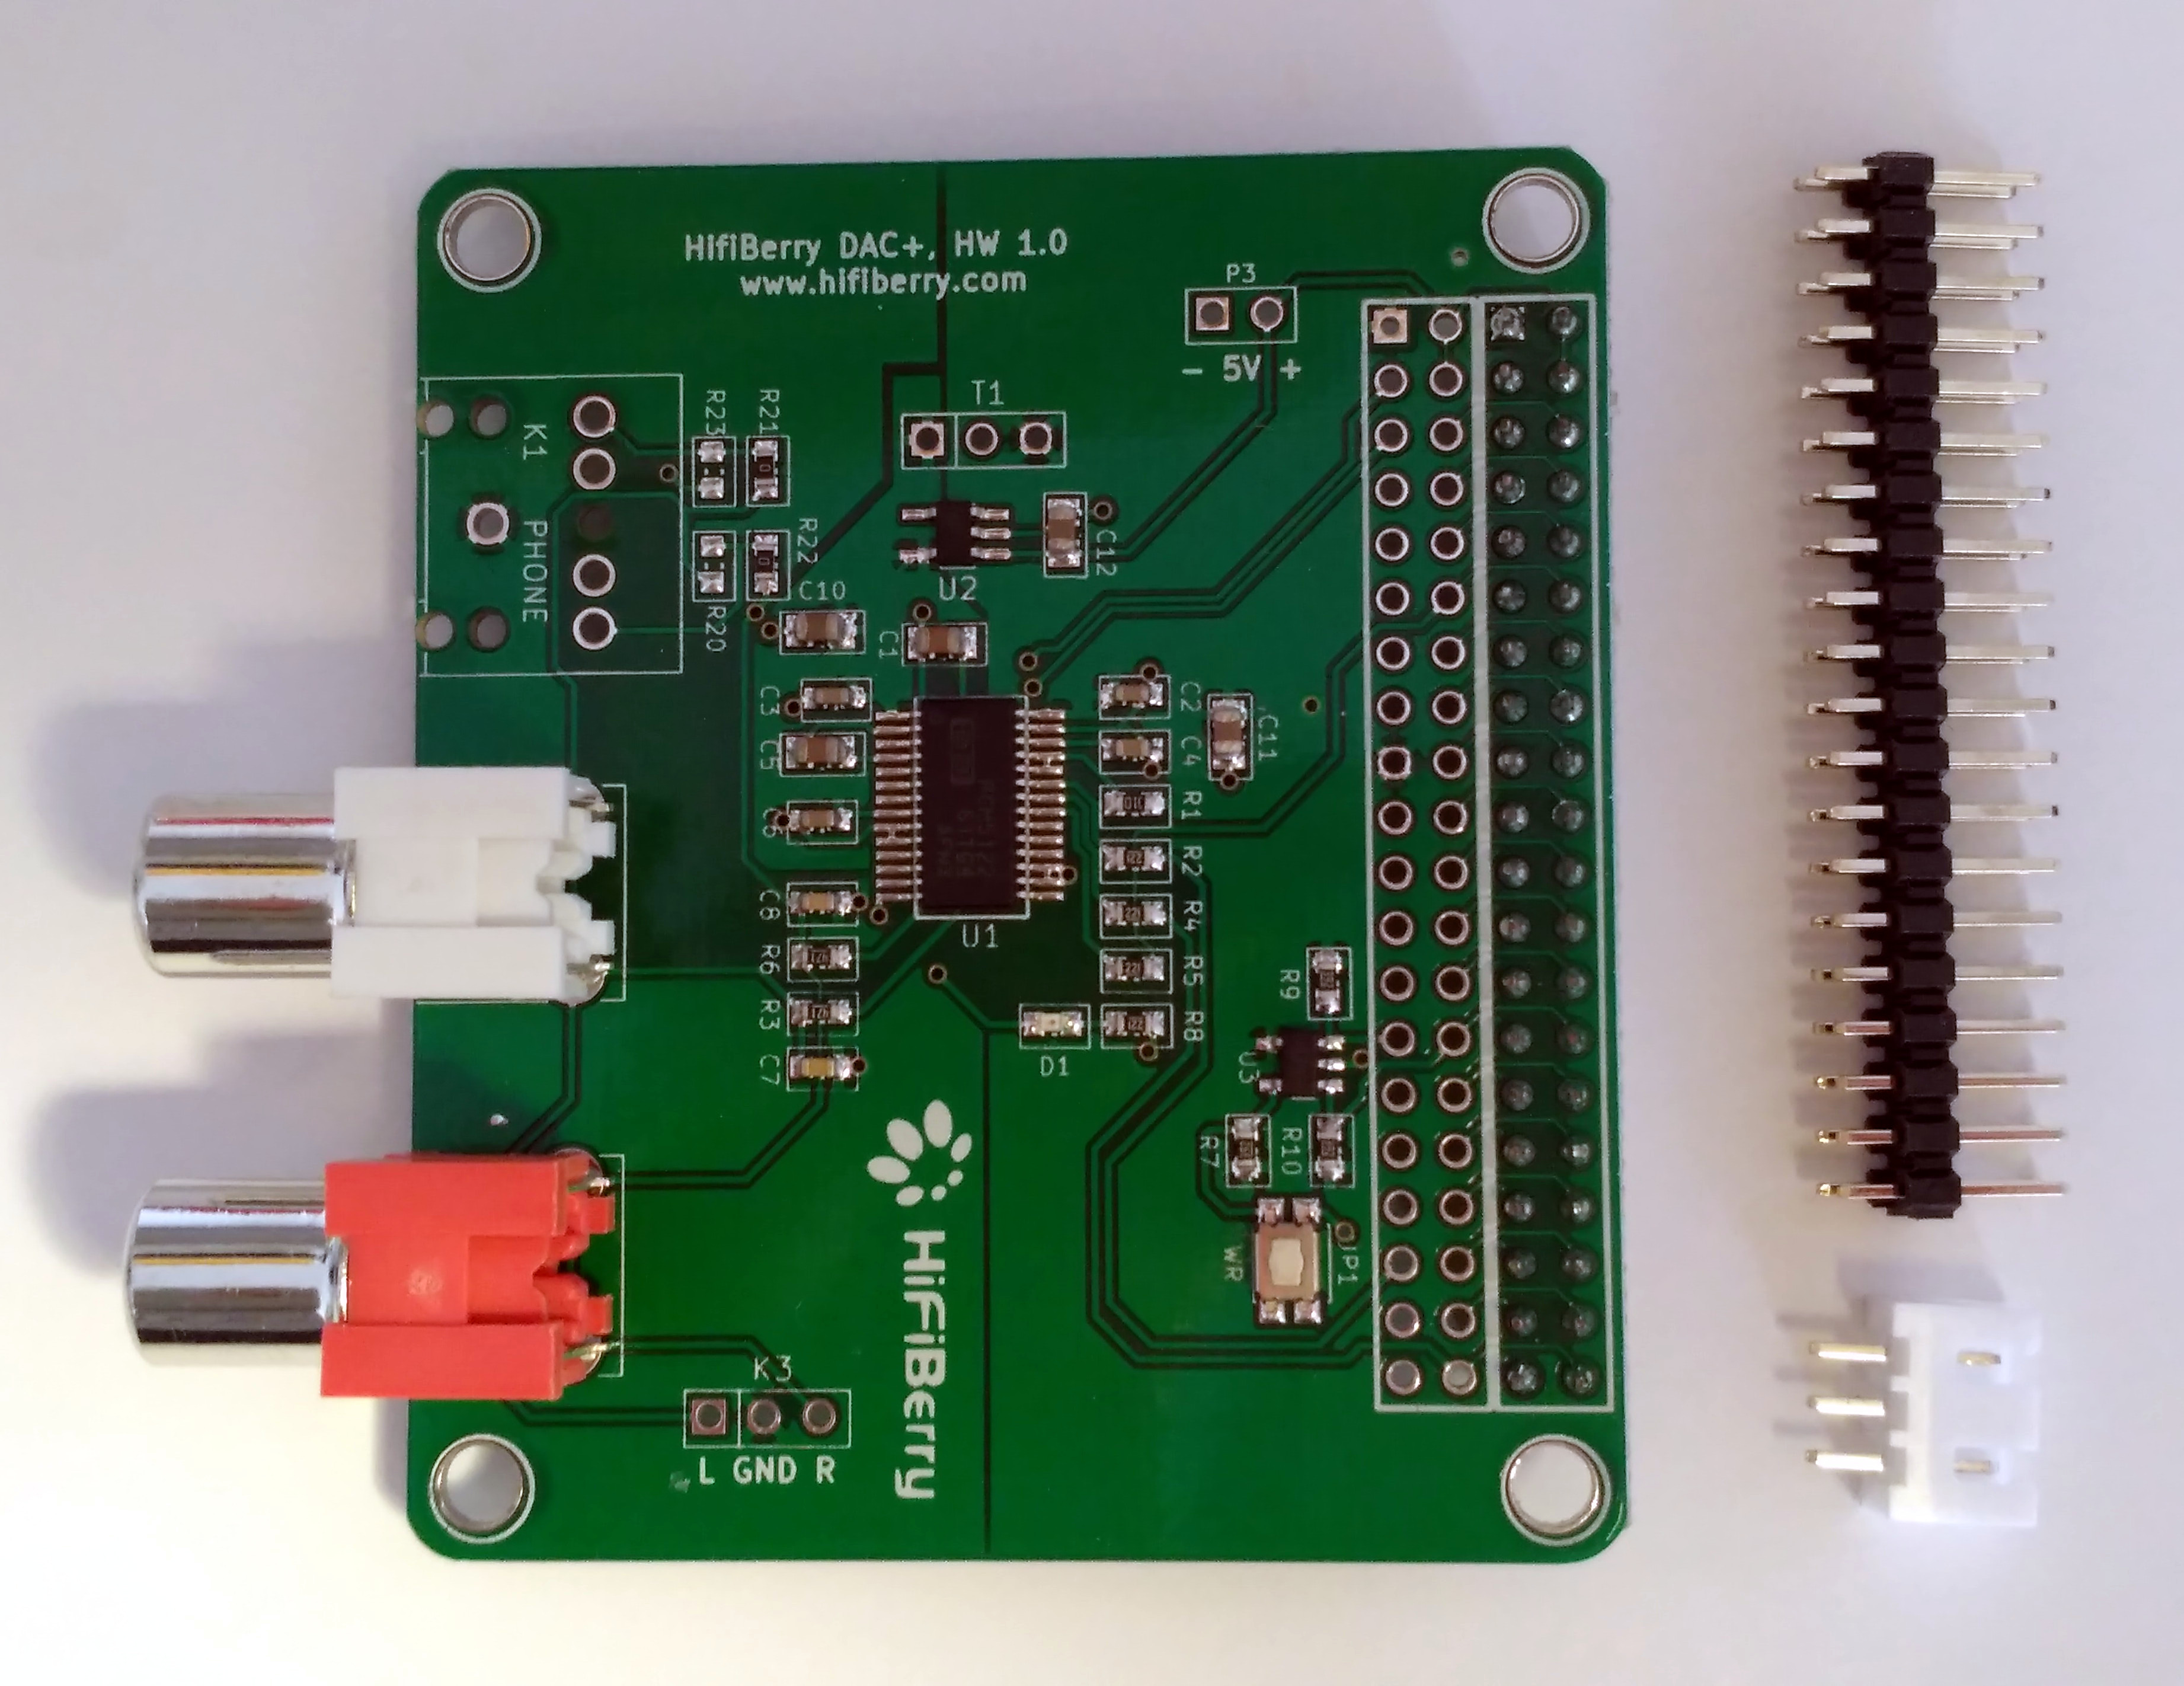 HifiBerry DAC+, HW 1.0
www.hifiberry.com
P3
- 5V +
T1
R23
R21
K1
PHONE
R22
R20
C12
U2
C10
C1
C3
C2
C11
C5
C4
R1
C6
R2
C8
R4
U1
R6
R5
R9
R3
R8
C7
D1
U3
R7
R10
WR
JP1
HiFiBerry
K3
L GND R